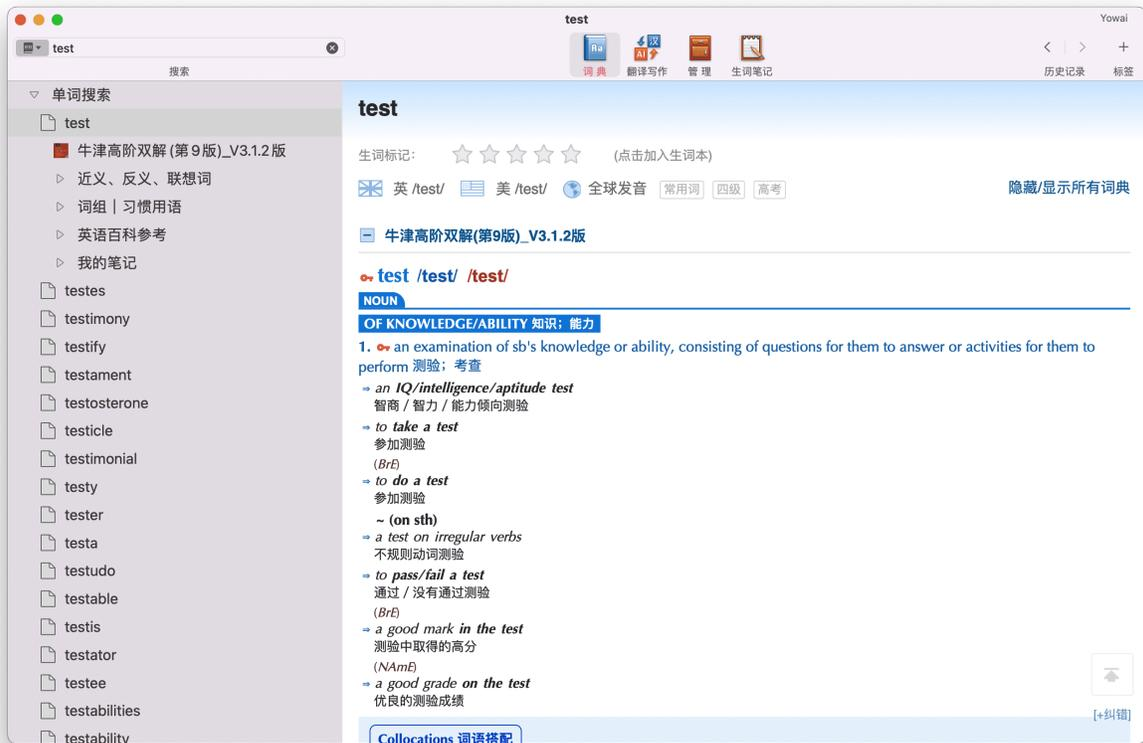 test
Yowai
test
搜索
词 典
翻译写作
管 理
生词笔记
历史记录
标签
单词搜索
test
牛津高阶双解 (第 9 版)_V3.1.2 版
近义、反义、联想词
词组 | 习惯用语
英语百科参考
我的笔记
testes
testimony
testify
testament
testosterone
testicle
testimonial
testy
tester
testa
testudo
testable
testis
testator
testee
testabilities
testability
test
生词标记:
(点击加入生词本)
英 /test/
美 /test/
全球发音
常用词
四级
高考
隐藏/显示所有词典
牛津高阶双解(第9版)_V3.1.2版
test /test/ /test/
NOUN
OF KNOWLEDGE/ABILITY 知识；能力
1. an examination of sb's knowledge or ability, consisting of questions for them to answer or activities for them to
perform 测验；考查
⇒ an IQ/intelligence/aptitude test
智商 / 智力 / 能力倾向测验
⇒ to take a test
参加测验
(BrE)
⇒ to do a test
参加测验
~ (on sth)
⇒ a test on irregular verbs
不规则动词测验
⇒ to pass/fail a test
通过 / 没有通过测验
(BrE)
⇒ a good mark in the test
测验中取得的高分
(NAmE)
⇒ a good grade on the test
优良的测验成绩
[+纠错]
Collocations 词语搭配